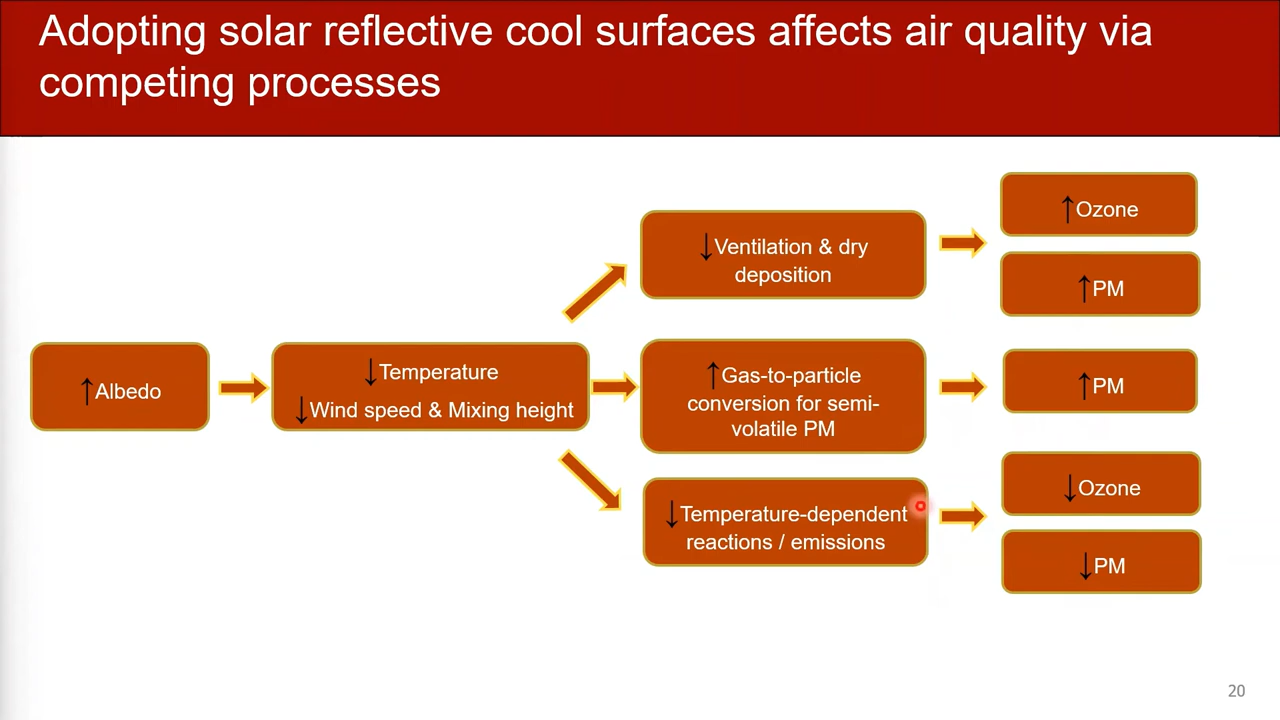 Adopting solar reflective cool surfaces affects air quality via
competing processes
↑Albedo
↓Temperature
↓Wind speed & Mixing height
↓Ventilation & dry
deposition
↑Gas-to-particle
conversion for semi-
volatile PM
↓Temperature-dependent
reactions / emissions
↑Ozone
↑PM
↑PM
↓Ozone
↓PM
20